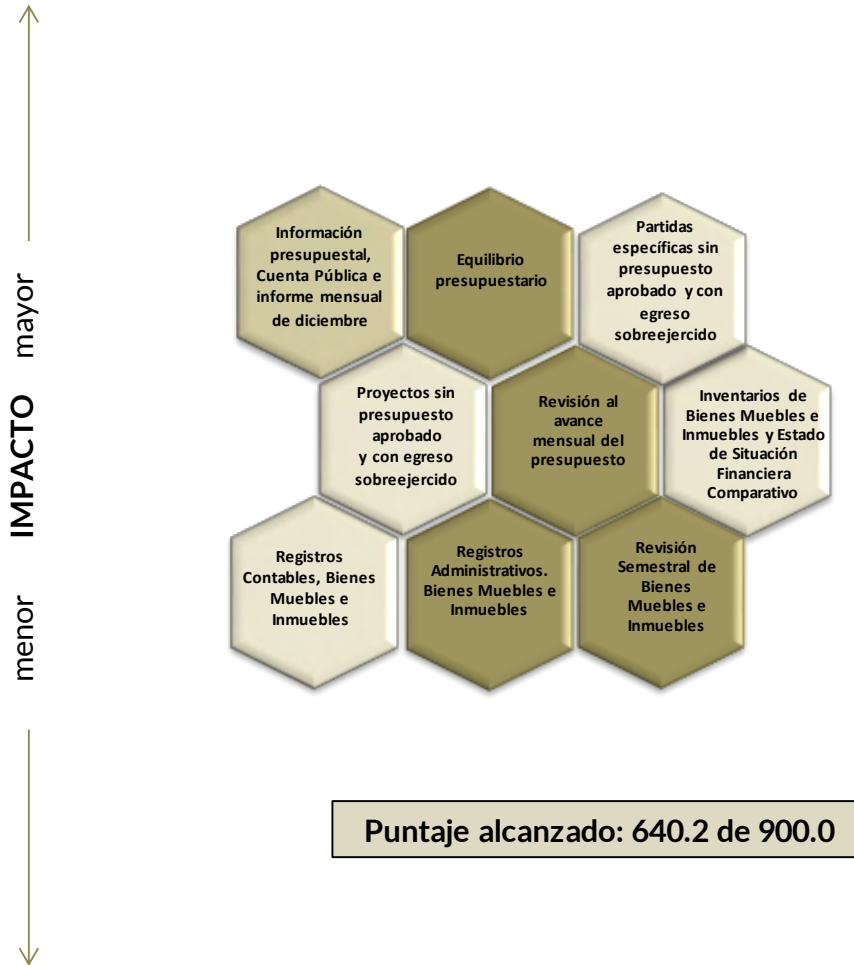 mayor
IMPACTO
menor
Información
presupuestal,
Cuenta Pública e
informe mensual
de diciembre
Equilibrio
presupuestario
Partidas
específicas sin
presupuesto
aprobado y con
egreso
sobreejercido
Proyectos sin
presupuesto
aprobado
y con egreso
sobreejercido
Revisión al
avance
mensual del
presupuesto
Inventarios de
Bienes Muebles e
Inmuebles y Estado
de Situación
Financiera
Comparativo
Registros
Contables, Bienes
Muebles e
Inmuebles
Registros
Administrativos.
Bienes Muebles e
Inmuebles
Revisión
Semestral de
Bienes
Muebles e
Inmuebles
Puntaje alcanzado: 640.2 de 900.0